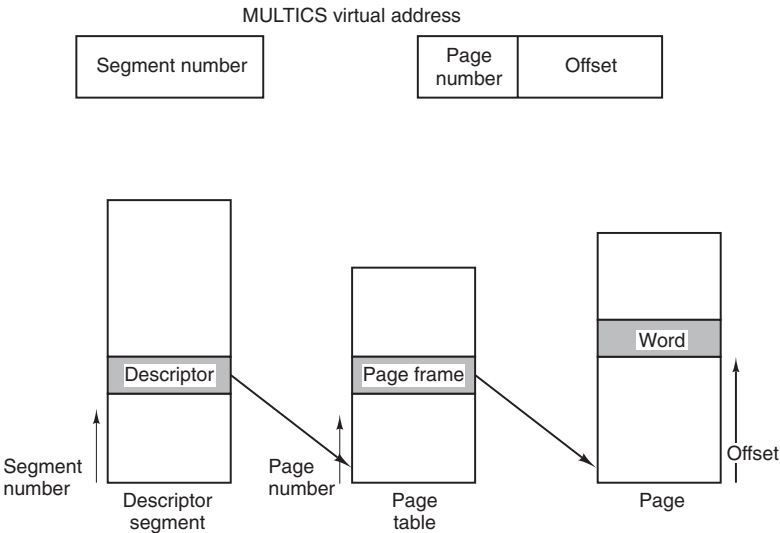 MULTICS virtual address
Segment number
Page
number
Offset
Descriptor
Page frame
Word
Segment
number
Page
number
Offset
Descriptor
segment
Page
table
Page